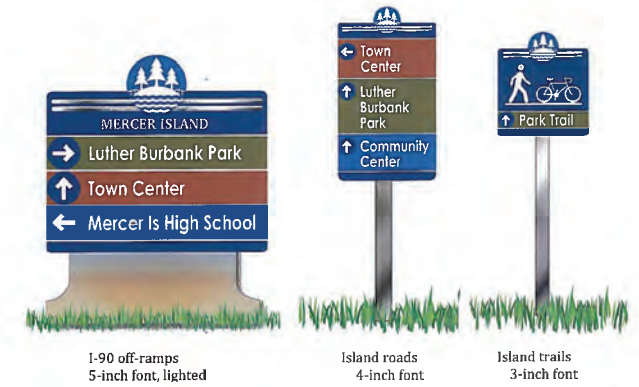 MERCER ISLAND
→ Luther Burbank Park
↑ Town Center
← Mercer Is High School
I-90 off-ramps
5-inch font, lighted
← Town
Center
↑ Luther
Burbank
Park
↑ Community
Center
Island roads
4-inch font
↑ Park Trail
Island trails
3-inch font